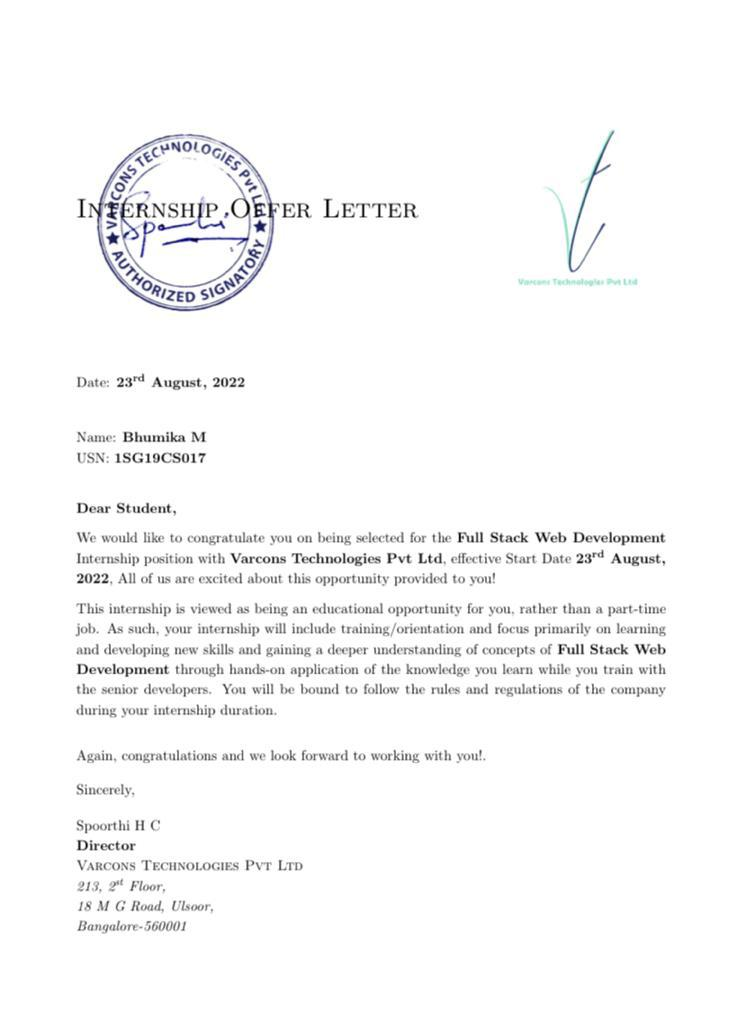 VARCONS TECHNOLOGIES Pvt Ltd
★ AUTHORIZED SIGNATORY ★
Internship Offer Letter
Varcons Technologies Pvt Ltd
Date: 23rd August, 2022
Name: Bhumika M
USN: 1SG19CS017
Dear Student,
We would like to congratulate you on being selected for the Full Stack Web Development
Internship position with Varcons Technologies Pvt Ltd, effective Start Date 23rd August,
2022, All of us are excited about this opportunity provided to you!
This internship is viewed as being an educational opportunity for you, rather than a part-time
job. As such, your internship will include training/orientation and focus primarily on learning
and developing new skills and gaining a deeper understanding of concepts of Full Stack Web
Development through hands-on application of the knowledge you learn while you train with
the senior developers. You will be bound to follow the rules and regulations of the company
during your internship duration.
Again, congratulations and we look forward to working with you!.
Sincerely,
Spoorthi H C
Director
Varcons Technologies Pvt Ltd
213, 2st Floor,
18 M G Road, Ulsoor,
Bangalore-560001